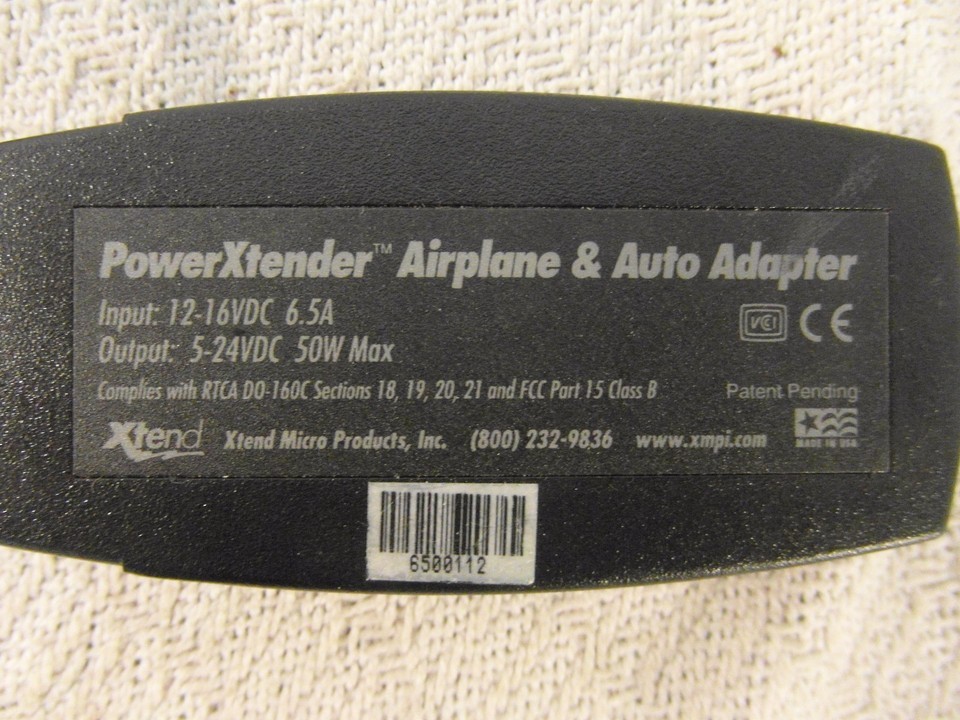 PowerXtender™ Airplane & Auto Adapter
Input: 12-16VDC 6.5A
Output: 5-24VDC 50W Max
VCCI CE
Complies with RTCA DO-160C Sections 18, 19, 20, 21 and FCC Part 15 Class B
Patent Pending
Xtend Xtend Micro Products, Inc. (800) 232-9836 www.xmpi.com
MADE IN USA
6500112